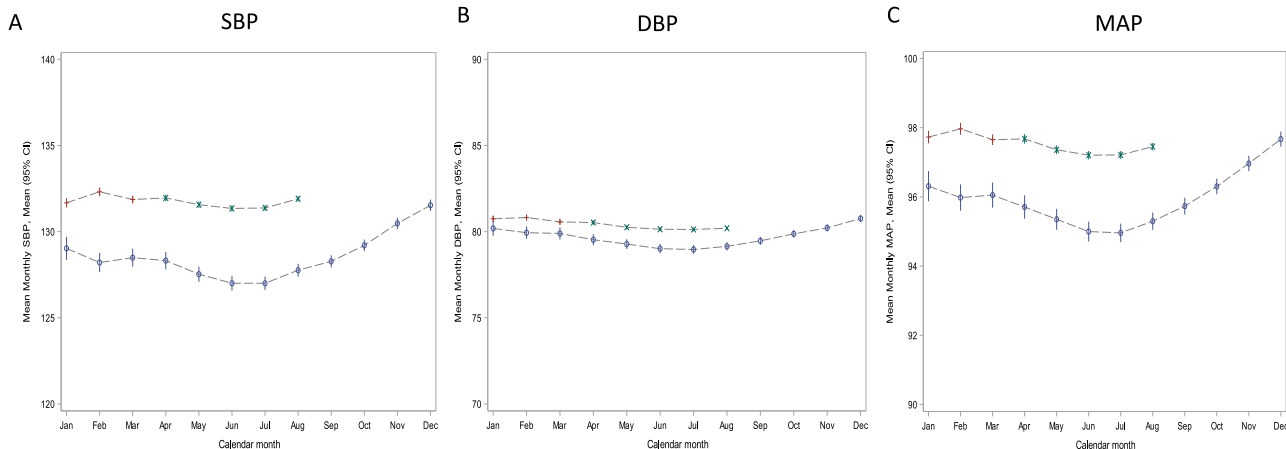 A
SBP
Mean Monthly SBP, Mean (95% CI)
140
135
130
125
120
Jan Feb Mar Apr May Jun Jul Aug Sep Oct Nov Dec
Calendar month
B
DBP
Mean Monthly DBP, Mean (95% CI)
90
85
80
75
70
Jan Feb Mar Apr May Jun Jul Aug Sep Oct Nov Dec
Calendar month
C
MAP
Mean Monthly MAP, Mean (95% CI)
100
98
96
94
92
90
Jan Feb Mar Apr May Jun Jul Aug Sep Oct Nov Dec
Calendar month